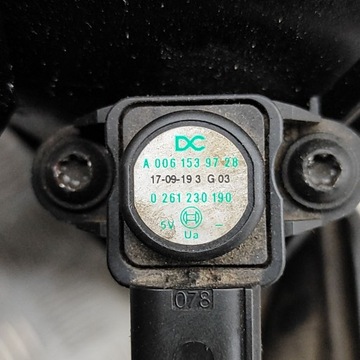 DC
A 006 153 97 28
17-09-19 3 G 03
0 261 230 190
5V -
Ua
078